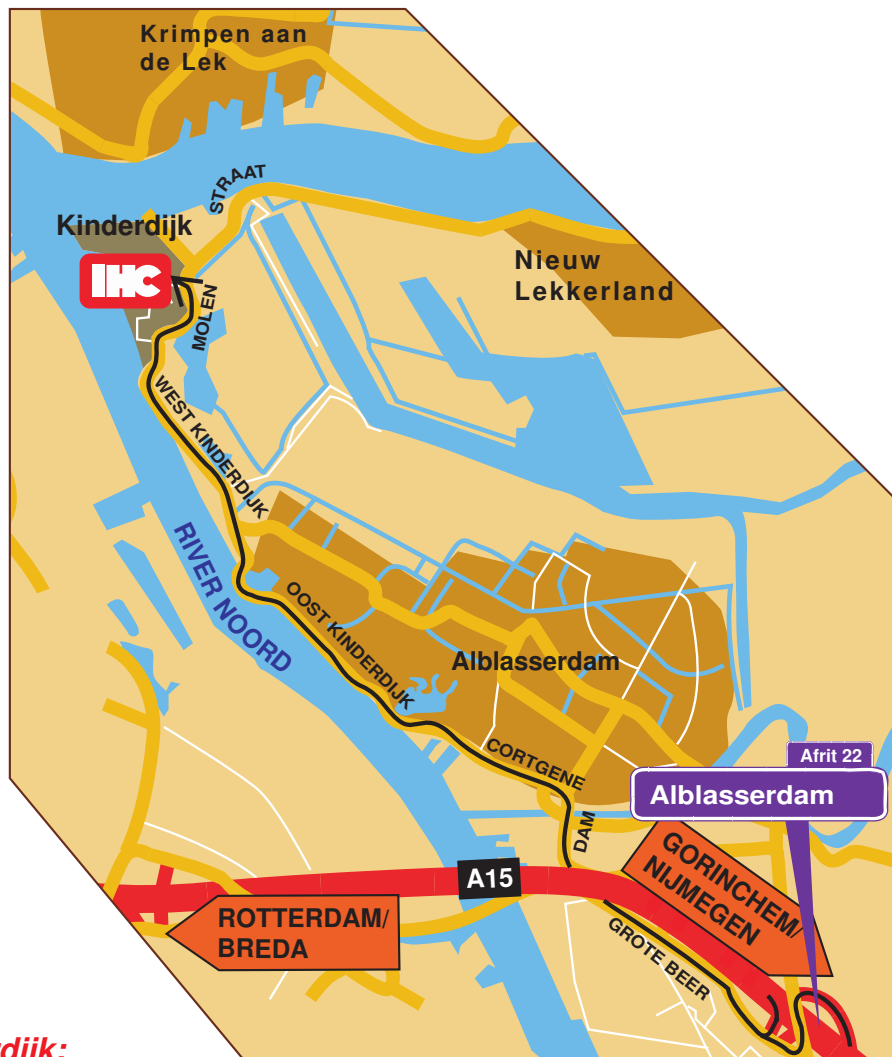 Krimpen aan
de Lek
STRAAT
Kinderdijk
IHC
MOLEN
Nieuw
Lekkerland
WEST KINDERDIJK
RIVER NOORD
OOST KINDERDIJK
Alblasserdam
CORTGENE
DAM
Afrit 22
Alblasserdam
A15
GORINCHEM/
NIJMEGEN
ROTTERDAM/
BREDA
GROTE BEER
rdijk: